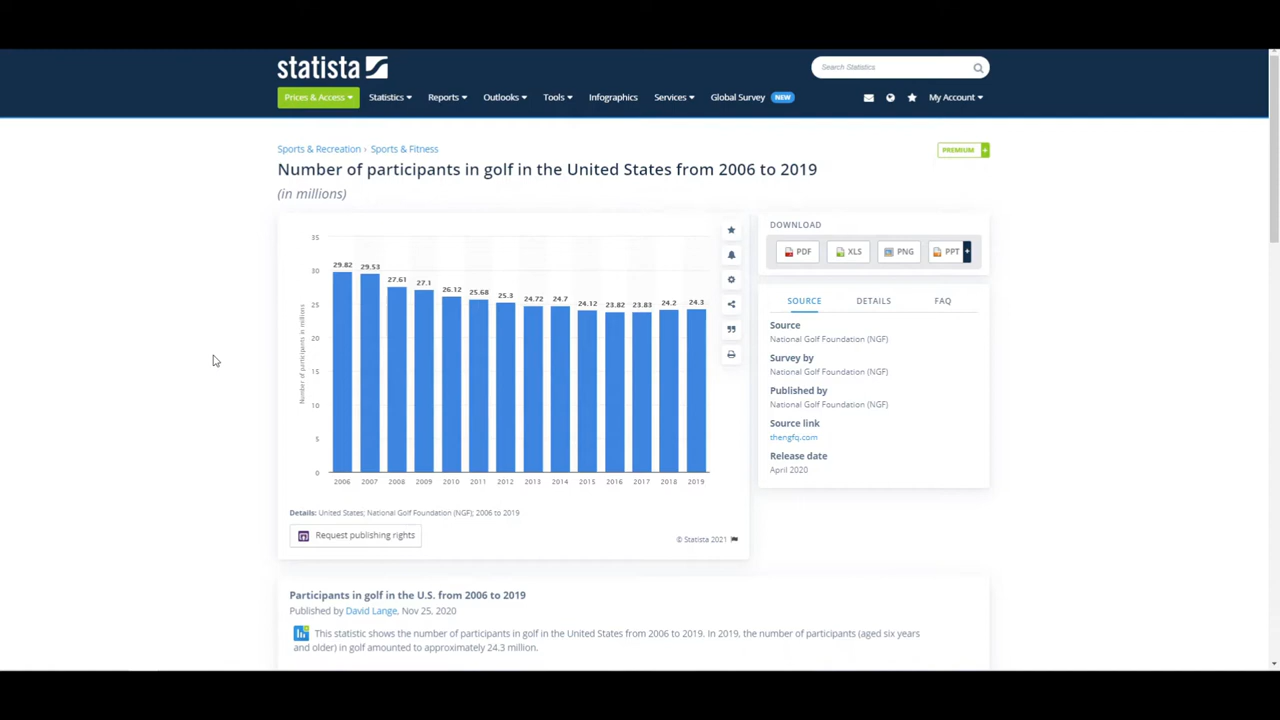 statista
Search Statistics
Prices & Access
Statistics
Reports
Outlooks
Tools
Infographics
Services
Global Survey
NEW
My Account
Sports & Recreation › Sports & Fitness
PREMIUM +
Number of participants in golf in the United States from 2006 to 2019
(in millions)
DOWNLOAD
PDF
XLS
PNG
PPT +
SOURCE
DETAILS
FAQ
Source
National Golf Foundation (NGF)
Survey by
National Golf Foundation (NGF)
Published by
National Golf Foundation (NGF)
Source link
thengfq.com
Release date
April 2020
Number of participants in millions
35
30
25
20
15
10
5
0
29.82
29.53
27.61
27.1
26.12
25.68
25.3
24.72
24.7
24.12
23.82
23.83
24.2
24.3
2006 2007 2008 2009 2010 2011 2012 2013 2014 2015 2016 2017 2018 2019
Details: United States; National Golf Foundation (NGF); 2006 to 2019
Request publishing rights
© Statista 2021
Participants in golf in the U.S. from 2006 to 2019
Published by David Lange, Nov 25, 2020
This statistic shows the number of participants in golf in the United States from 2006 to 2019. In 2019, the number of participants (aged six years
and older) in golf amounted to approximately 24.3 million.